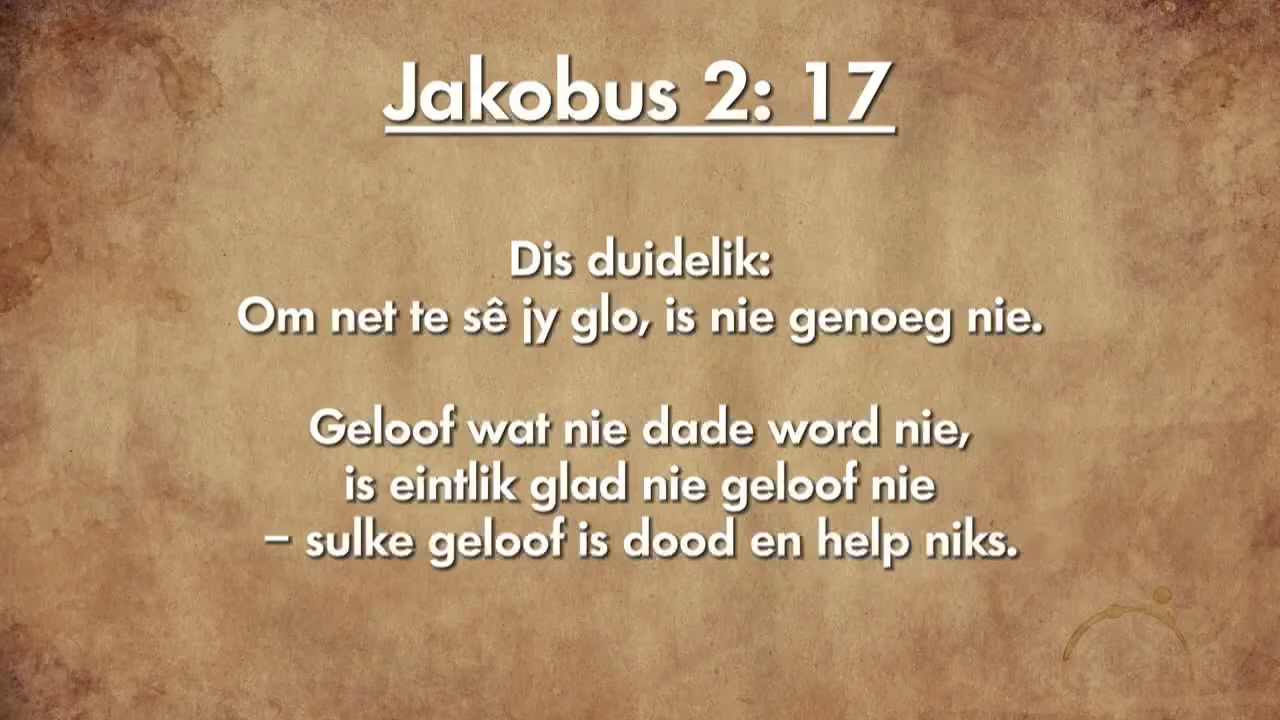 Jakobus 2: 17
Dis duidelik:
Om net te sê jy glo, is nie genoeg nie.
Geloof wat nie dade word nie,
is eintlik glad nie geloof nie
– sulke geloof is dood en help niks.